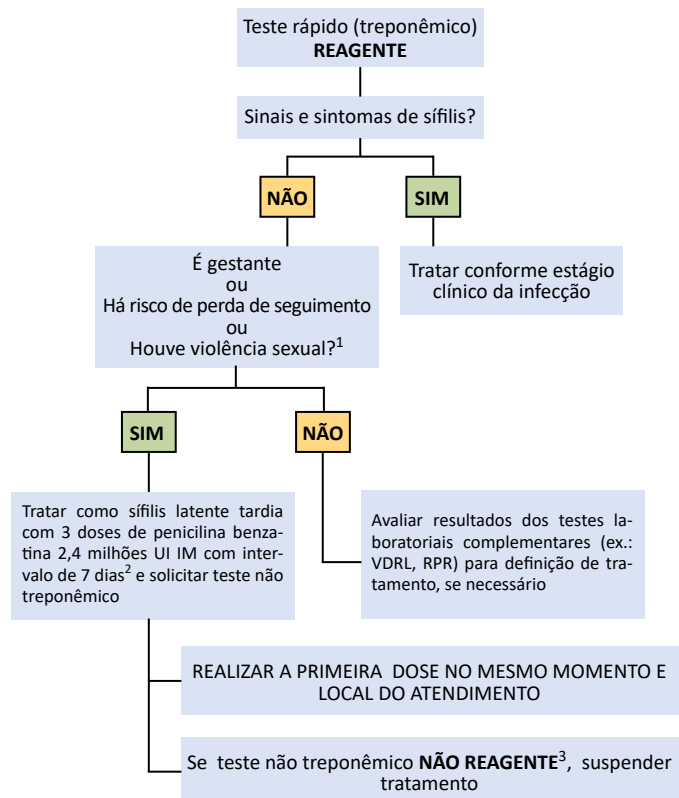 Teste rápido (treponêmico)
REAGENTE
Sinais e sintomas de sífilis?
NÃO
SIM
É gestante
ou
Há risco de perda de seguimento
ou
Houve violência sexual?¹
Tratar conforme estágio
clínico da infecção
SIM
NÃO
Tratar como sífilis latente tardia
com 3 doses de penicilina benza-
tina 2,4 milhões UI IM com inter-
valo de 7 dias² e solicitar teste não
treponêmico
Avaliar resultados dos testes la-
boratoriais complementares (ex.:
VDRL, RPR) para definição de tra-
tamento, se necessário
REALIZAR A PRIMEIRA DOSE NO MESMO MOMENTO E
LOCAL DO ATENDIMENTO
Se teste não treponêmico NÃO REAGENTE³, suspender
tratamento